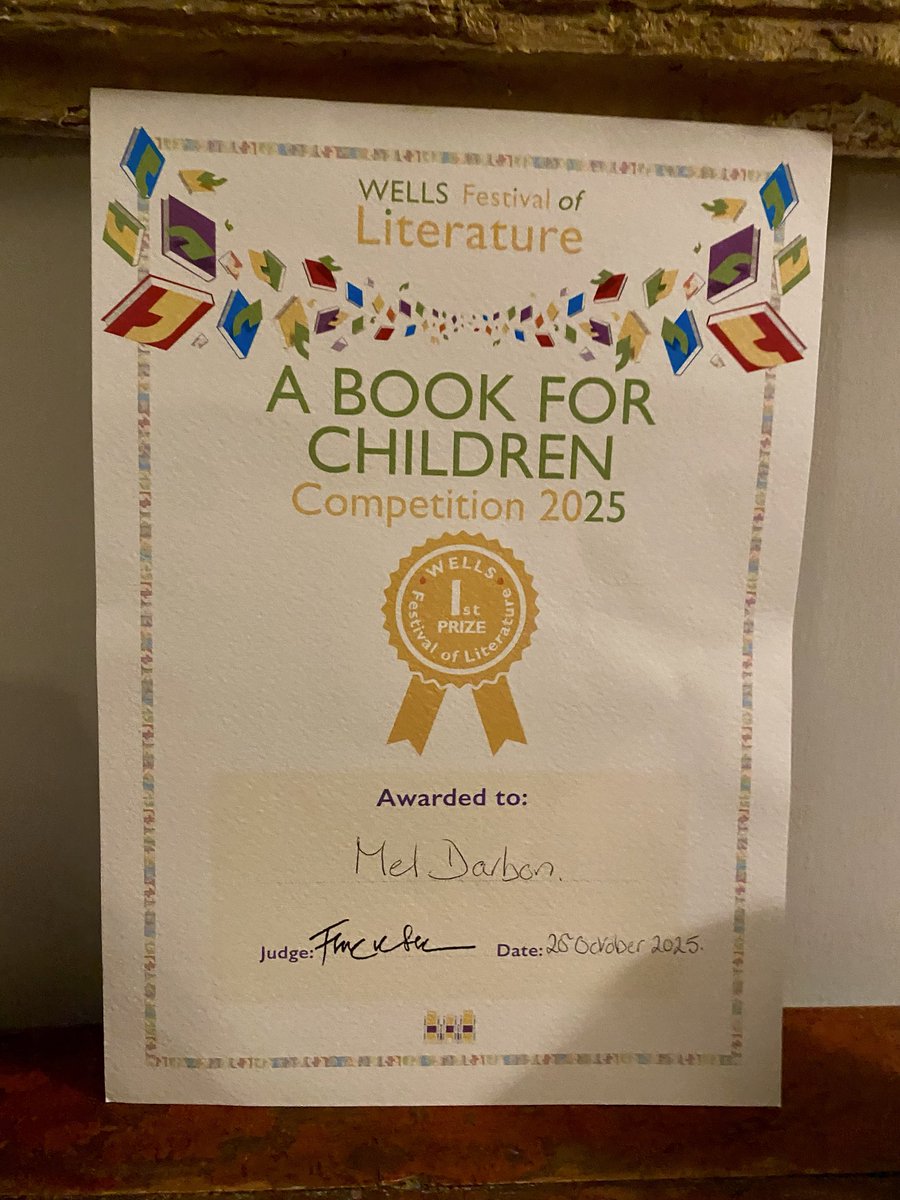 WELLS Festival of
Literature
A BOOK FOR
CHILDREN
Competition 2025
WELLS
1st
PRIZE
Festival of Literature
Awarded to:
Mel Darbon.
Judge:
Date: 25 October 2025.